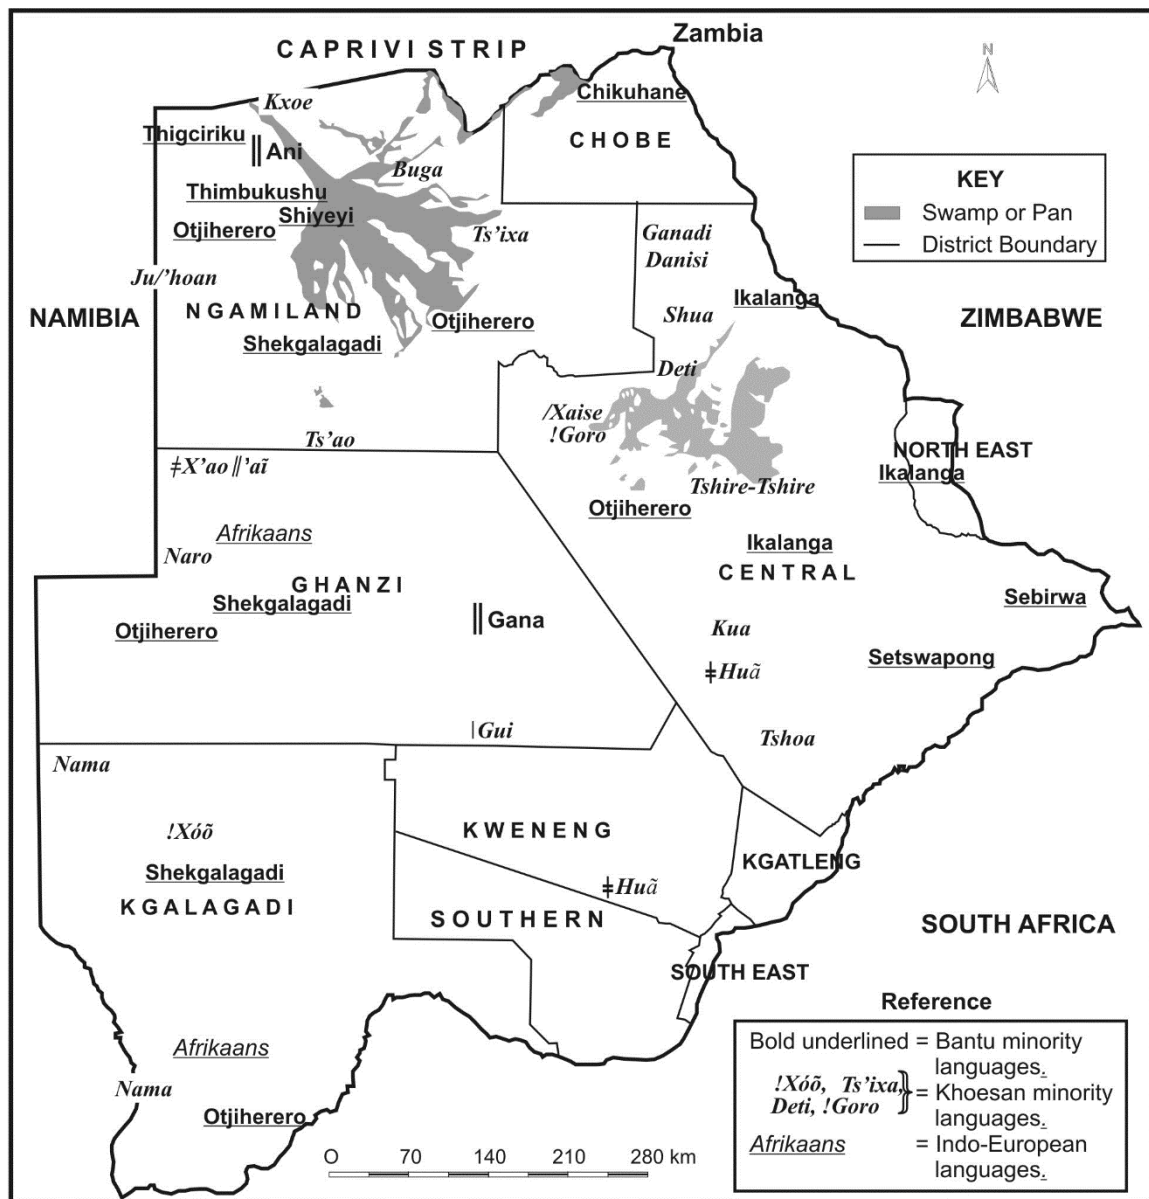 CAPRIVI STRIP
Zambia
N
Kxoe
Chikuhane
Thigciriku
ǁAni
CHOBE
Buga
Thimbukushu
Shiyeyi
Otjiherero
Ts'ixa
Ganadi
Danisi
KEY
Swamp or Pan
District Boundary
Ju/'hoan
NAMIBIA
NGAMILAND
Otjiherero
Shekgalagadi
Ikalanga
Shua
ZIMBABWE
Deti
/Xaise
!Goro
Ts'ao
ǂX'ao ǁ'aĩ
NORTH EAST
Ikalanga
Tshire-Tshire
Otjiherero
Afrikaans
Naro
Ikalanga
CENTRAL
GHANZI
Shekgalagadi
Otjiherero
ǁGana
Sebirwa
Kua
Setswapong
ǂHuã
|Gui
Tshoa
Nama
!Xóõ
KWENENG
Shekgalagadi
KGATLENG
KGALAGADI
ǂHuã
SOUTHERN
SOUTH AFRICA
SOUTH EAST
Reference
Bold underlined = Bantu minority
languages.
!Xóõ, Ts'ixa,
Deti, !Goro } = Khoesan minority
languages.
Afrikaans = Indo-European
languages.
Afrikaans
Nama
Otjiherero
O 70 140 210 280 km